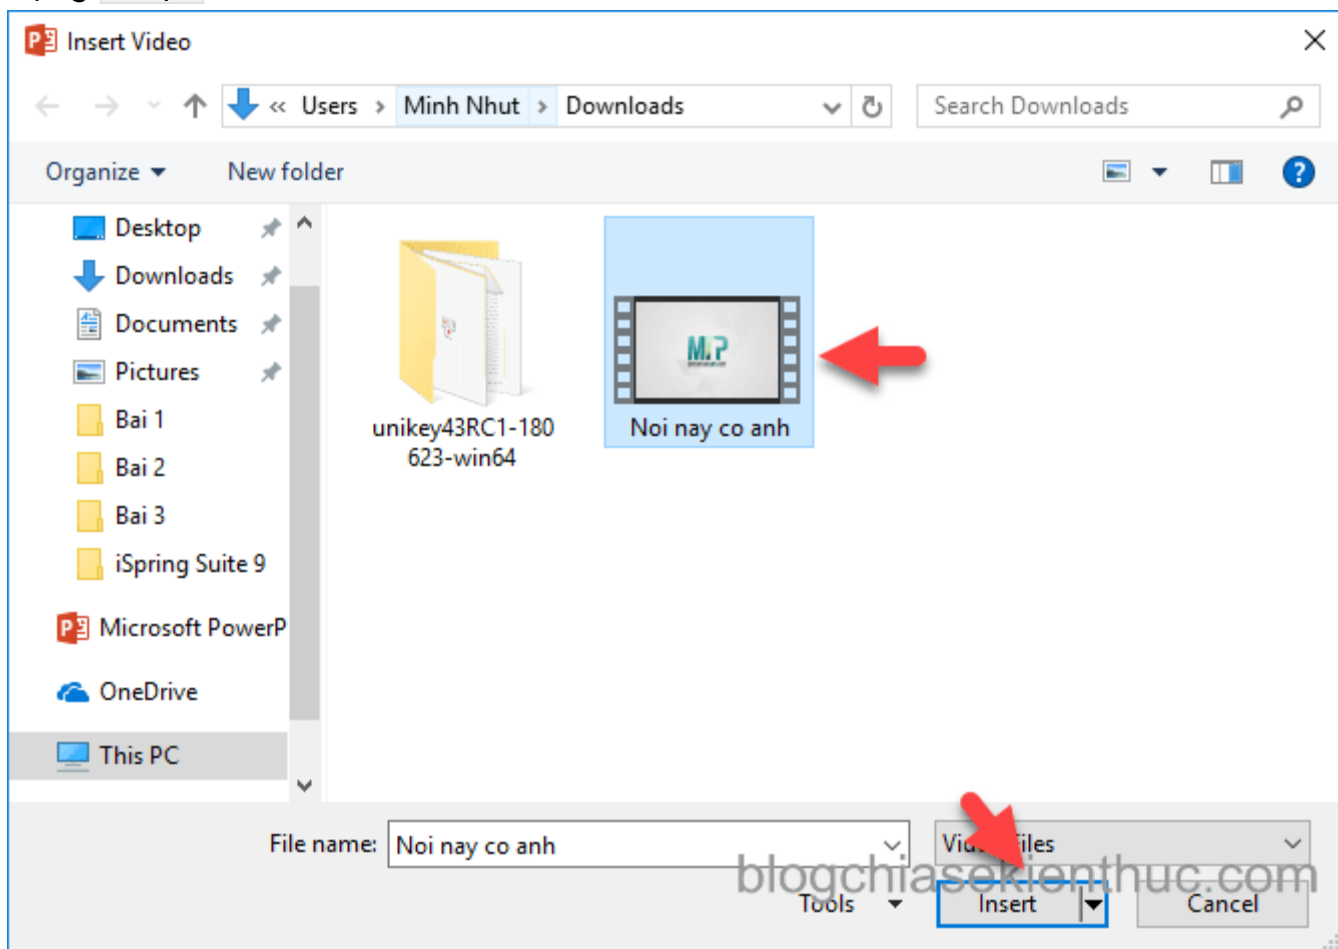 Insert Video
« Users > Minh Nhut > Downloads
Search Downloads
Organize
New folder
Desktop
Downloads
Documents
Pictures
Bai 1
Bai 2
Bai 3
iSpring Suite 9
Microsoft PowerP
OneDrive
This PC
unikey43RC1-180
623-win64
Noi nay co anh
File name: Noi nay co anh
Files
blogchiasekienthuc.com
Tools
Insert
Cancel